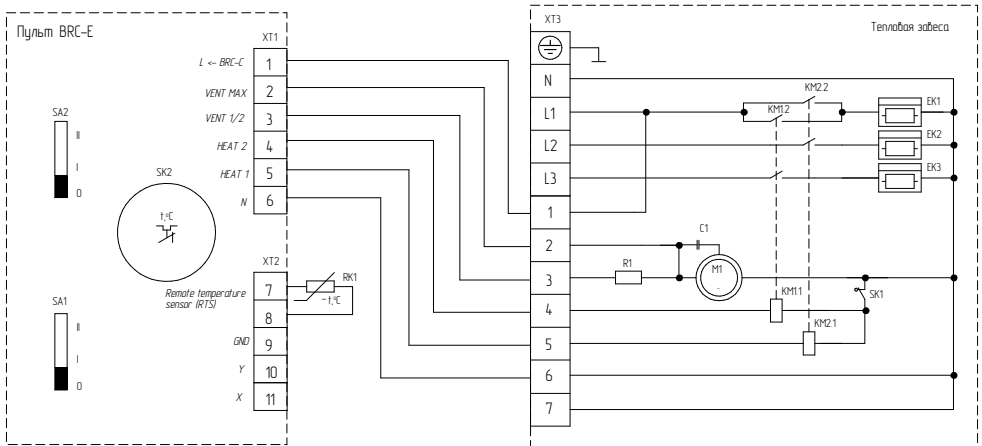 Пульт BRC-E
XT1
L <- BRC-C
1
VENT MAX
2
VENT 1/2
3
HEAT 2
4
HEAT 1
5
N
6
SA2
II
I
0
SK2
t,°C
XT2
Remote temperature
sensor (RTS)
7
8
GND
9
Y
10
X
11
RK1
- t,°C
SA1
II
I
0
XT3
Тепловая завеса
N
L1
L2
L3
1
2
3
4
5
6
7
KM2.2
KM1.2
EK1
EK2
EK3
C1
R1
M1
SK1
KM1.1
KM2.1